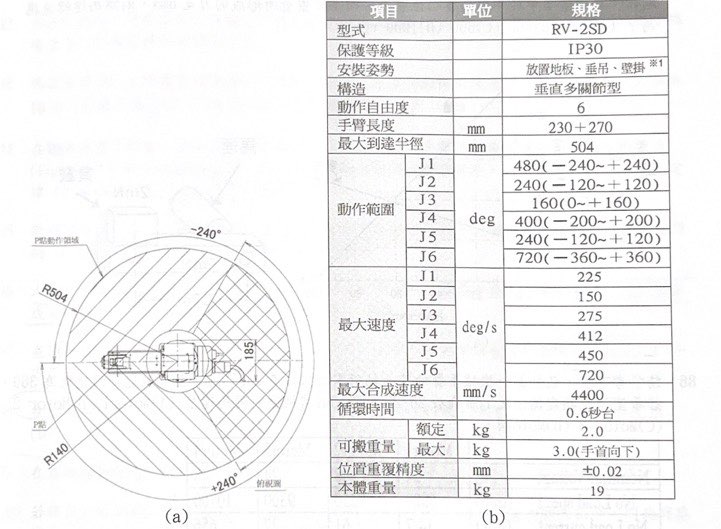 -240°
P點動作領域
R504
185
P點
R140
+240°
俯視圖
(a)
項目 單位 規格
型式 RV-2SD
保護等級 IP30
安裝姿勢 放置地板、垂吊、壁掛 ※1
構造 垂直多關節型
動作自由度 6
手臂長度 mm 230+270
最大到達半徑 mm 504
動作範圍 deg
J1 480(-240~+240)
J2 240(-120~+120)
J3 160(0~+160)
J4 400(-200~+200)
J5 240(-120~+120)
J6 720(-360~+360)
最大速度 deg/s
J1 225
J2 150
J3 275
J4 412
J5 450
J6 720
最大合成速度 mm/s 4400
循環時間 0.6秒台
可搬重量
額定 kg 2.0
最大 kg 3.0(手首向下)
位置重覆精度 mm ±0.02
本體重量 kg 19
(b)